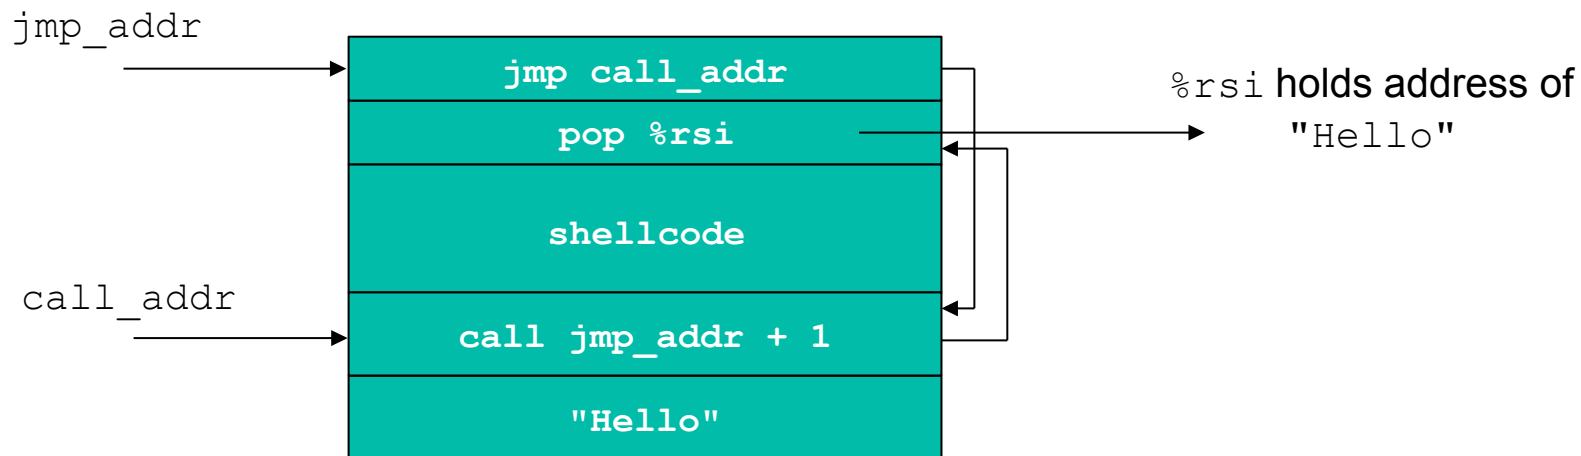 jmp_addr
jmp call_addr
%rsi holds address of
"Hello"
pop %rsi
shellcode
call_addr
call jmp_addr + 1
"Hello"